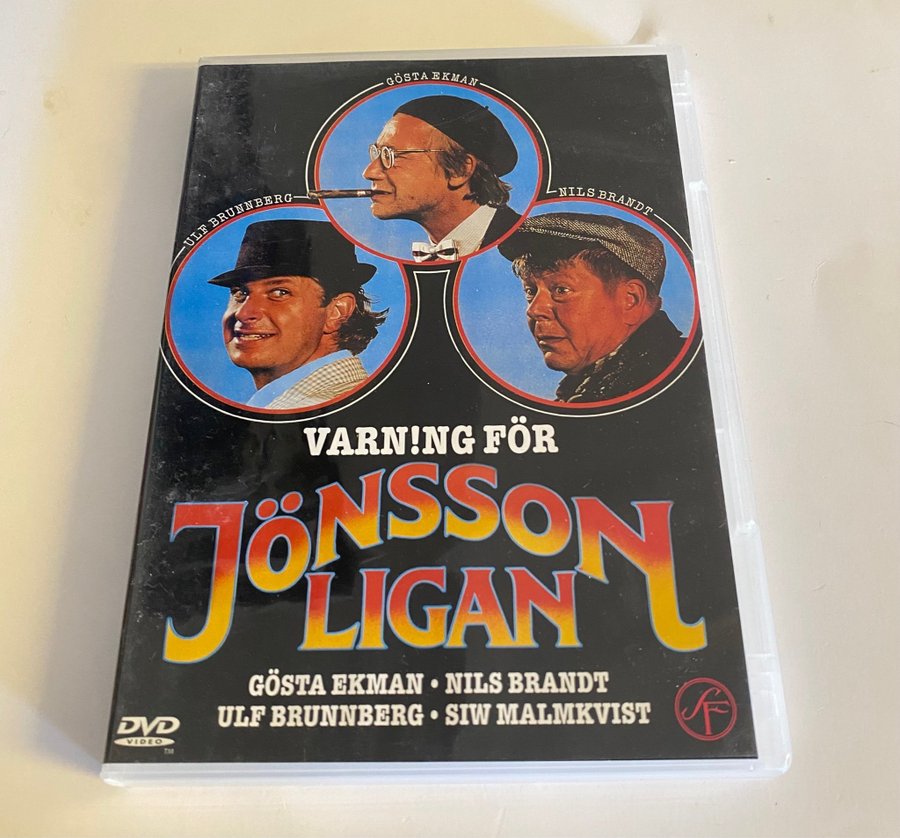 GÖSTA EKMAN
ULF BRUNNBERG
NILS BRANDT
VARN!NG FÖR
JÖNSSON
LIGAN
GÖSTA EKMAN • NILS BRANDT
ULF BRUNNBERG • SIW MALMKVIST
SF
DVD
VIDEO
TM